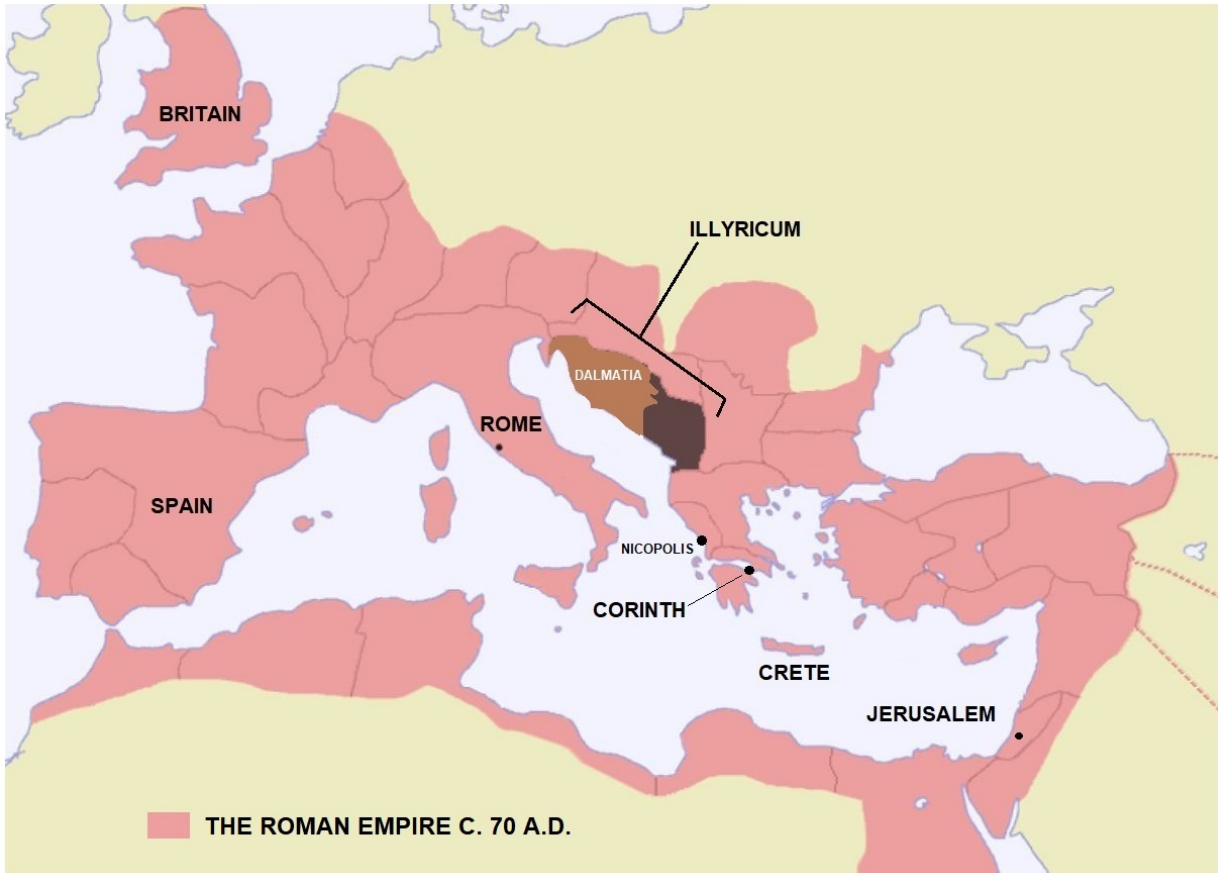 BRITAIN
ILLYRICUM
DALMATIA
ROME
SPAIN
NICOPOLIS
CORINTH
CRETE
JERUSALEM
THE ROMAN EMPIRE C. 70 A.D.